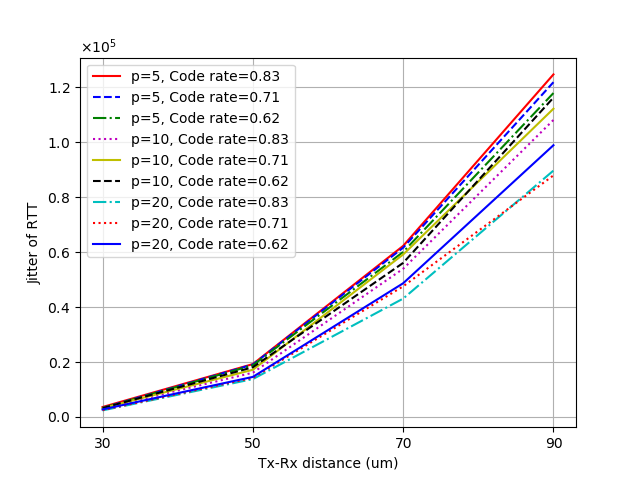 ×10⁵
1.2
1.0
0.8
0.6
0.4
0.2
0.0
Jitter of RTT
p=5, Code rate=0.83
p=5, Code rate=0.71
p=5, Code rate=0.62
p=10, Code rate=0.83
p=10, Code rate=0.71
p=10, Code rate=0.62
p=20, Code rate=0.83
p=20, Code rate=0.71
p=20, Code rate=0.62
30 50 70 90
Tx-Rx distance (um)